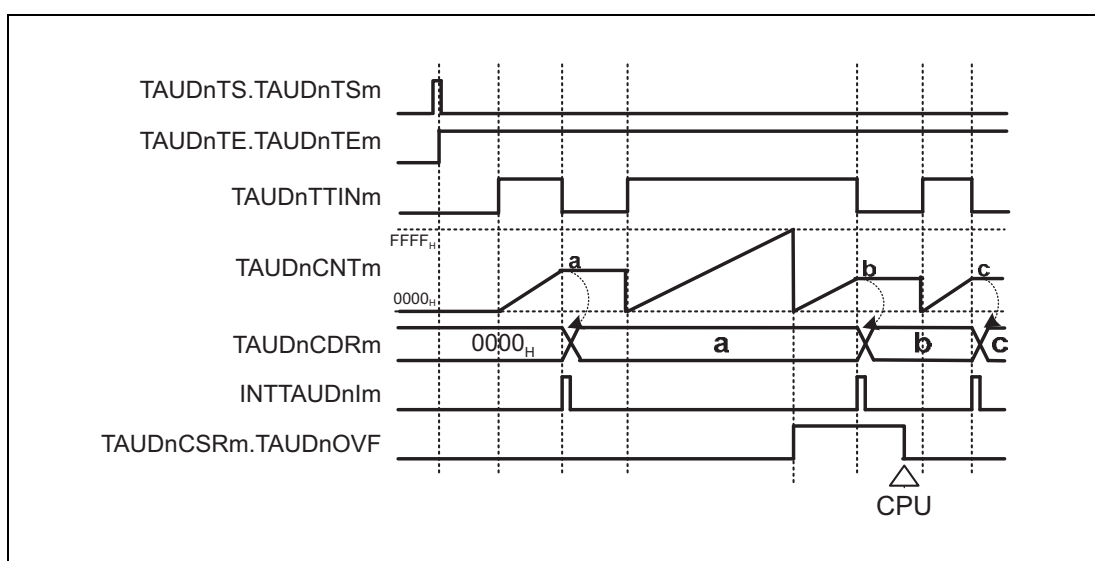 TAUDnTS.TAUDnTSm
TAUDnTE.TAUDnTEm
TAUDnTTINm
FFFFH
TAUDnCNTm
a
b
c
0000H
TAUDnCDRm
0000H
a
b
c
INTTAUDnIm
TAUDnCSRm.TAUDnOVF
CPU